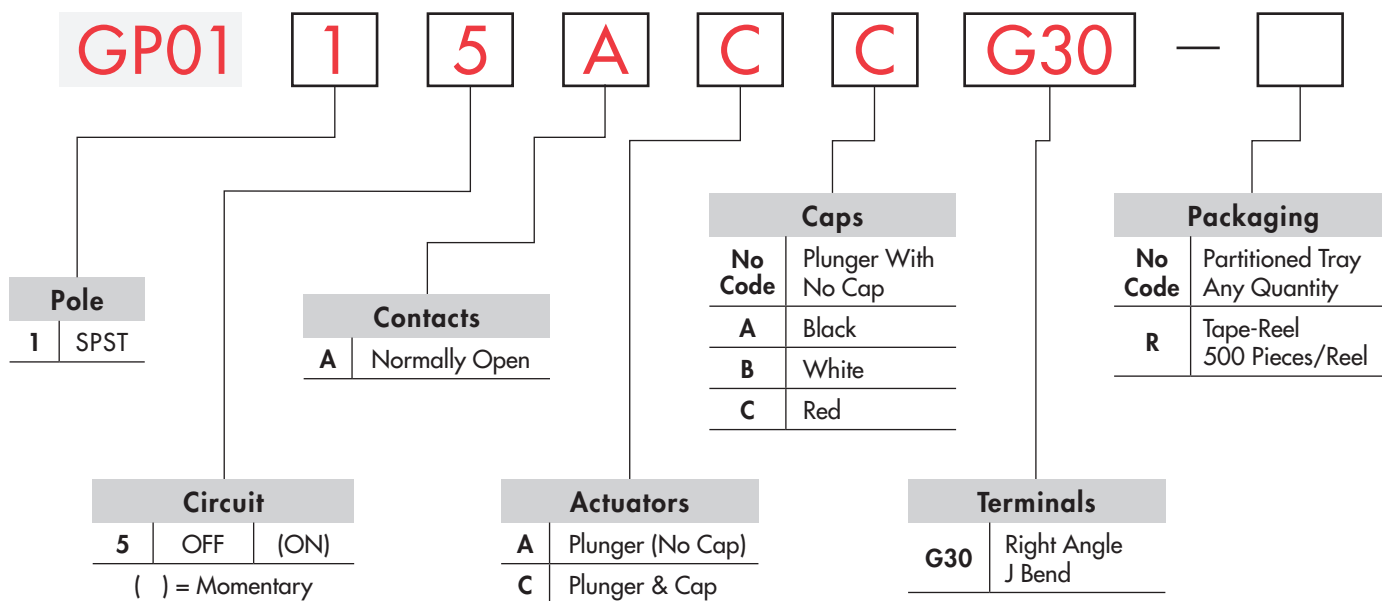 GP01 1 5 A C C G30 —
Pole
1 SPST
Contacts
A Normally Open
Caps
No Code Plunger With
No Cap
A Black
B White
C Red
Packaging
No Code Partitioned Tray
Any Quantity
R Tape-Reel
500 Pieces/Reel
Circuit
5 OFF (ON)
( ) = Momentary
Actuators
A Plunger (No Cap)
C Plunger & Cap
Terminals
G30 Right Angle
J Bend